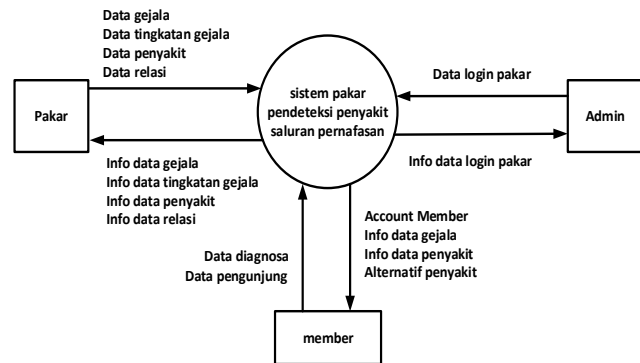 Data gejala
Data tingkatan gejala
Data penyakit
Data relasi
Pakar
sistem pakar
pendeteksi penyakit
saluran pernafasan
Data login pakar
Admin
Info data login pakar
Info data gejala
Info data tingkatan gejala
Info data penyakit
Info data relasi
Data diagnosa
Data pengunjung
Account Member
Info data gejala
Info data penyakit
Alternatif penyakit
member